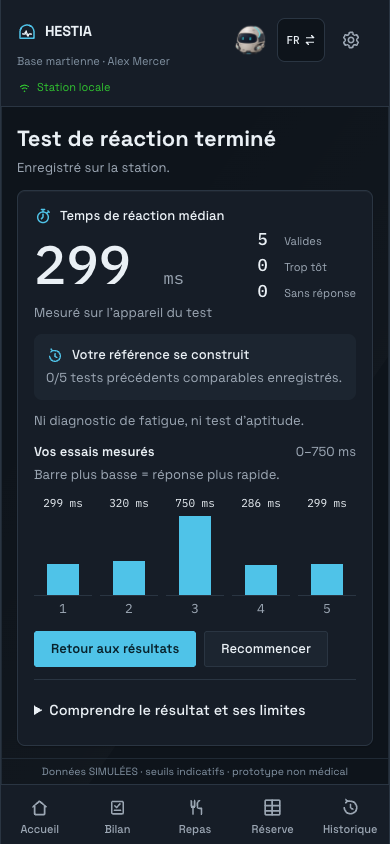 HESTIA
FR
Base martienne · Alex Mercer
Station locale
Test de réaction terminé
Enregistré sur la station.
Temps de réaction médian
299 ms
5 Valides
0 Trop tôt
0 Sans réponse
Mesuré sur l'appareil du test
Votre référence se construit
0/5 tests précédents comparables enregistrés.
Ni diagnostic de fatigue, ni test d'aptitude.
Vos essais mesurés 0–750 ms
Barre plus basse = réponse plus rapide.
299 ms 320 ms 750 ms 286 ms 299 ms
1 2 3 4 5
Retour aux résultats Recommencer
Comprendre le résultat et ses limites
Données SIMULÉES · seuils indicatifs · prototype non médical
Accueil Bilan Repas Réserve Historique